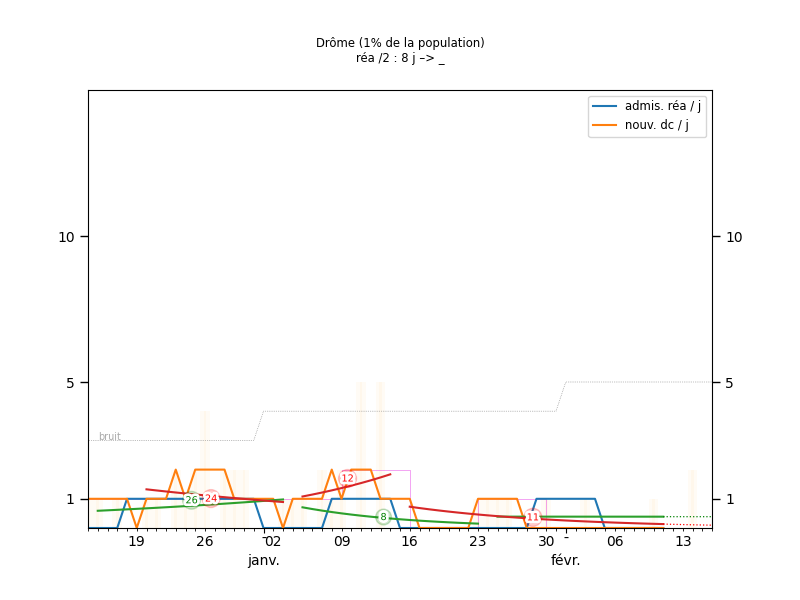 Drôme (1% de la population)
réa /2 : 8 j –> _
admis. réa / j
nouv. dc / j
10 10
5 5
bruit
12
26 24
1 1
8 11
19 26 02 09 16 23 30 06 13
janv. févr.